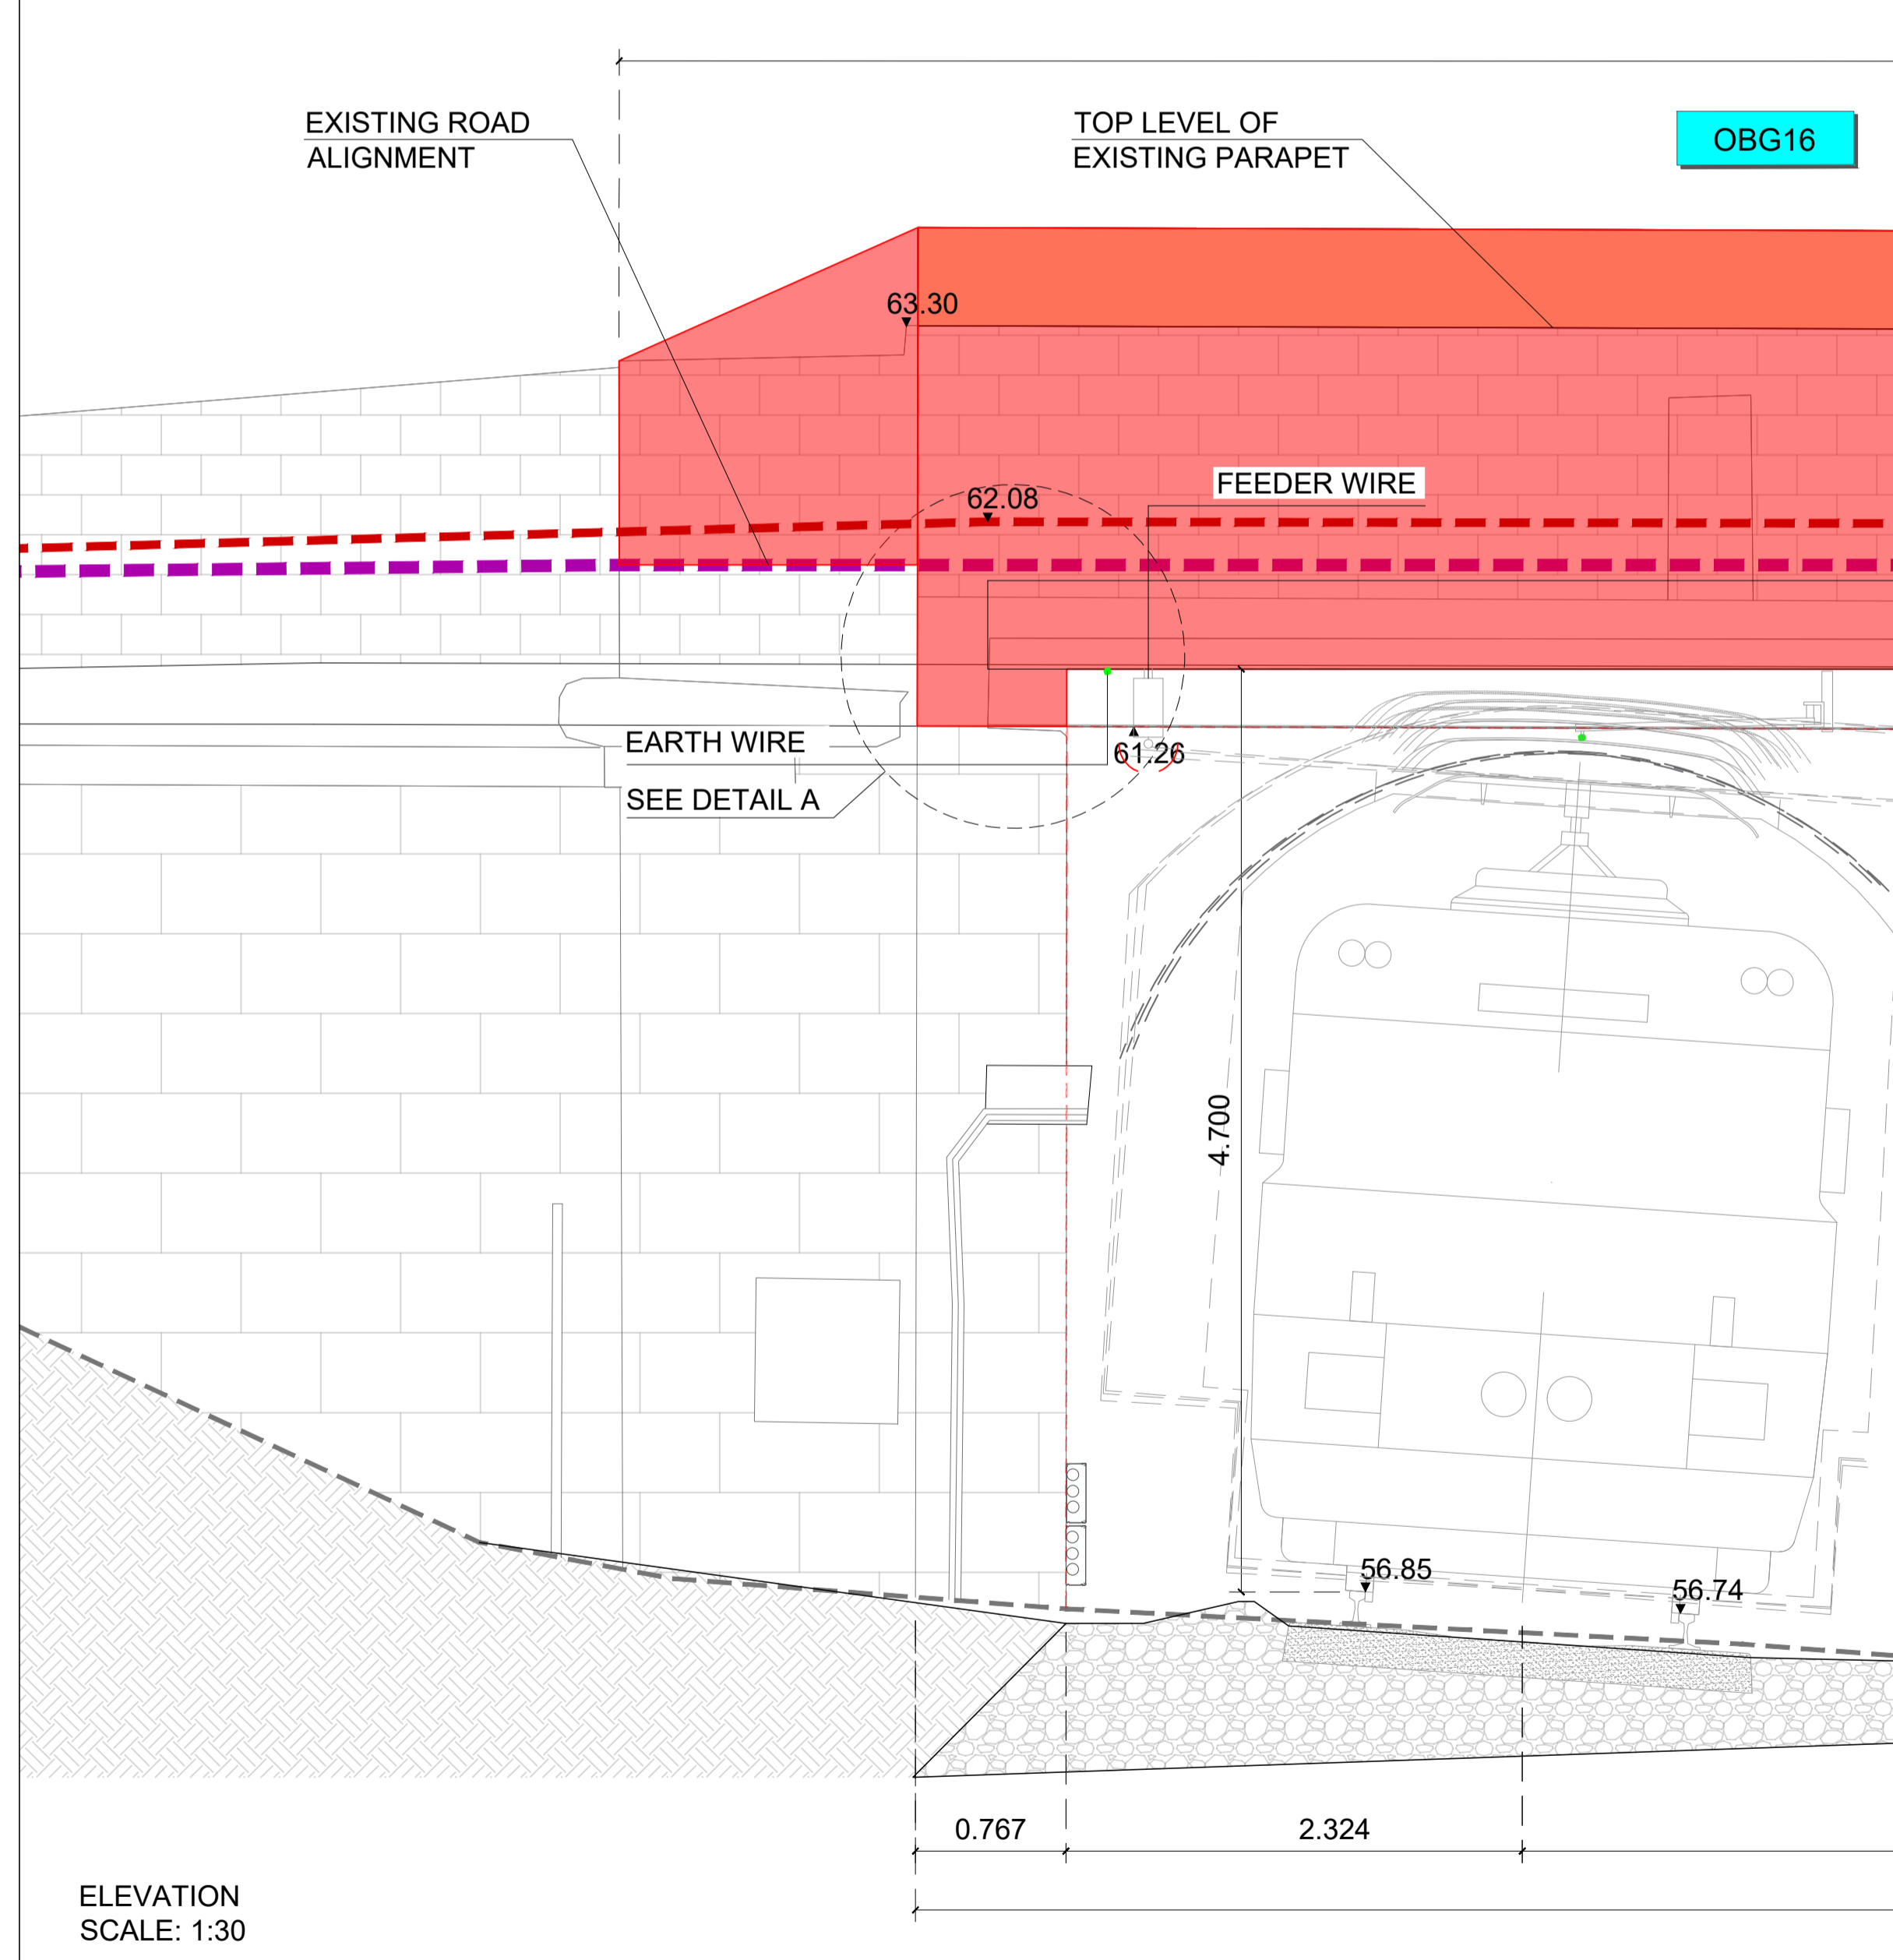 EXISTING ROAD
ALIGNMENT
TOP LEVEL OF
EXISTING PARAPET
OBG16
63.30
62.08
FEEDER WIRE
EARTH WIRE
61.26
SEE DETAIL A
4.700
56.85
56.74
0.767
2.324
ELEVATION
SCALE: 1:30